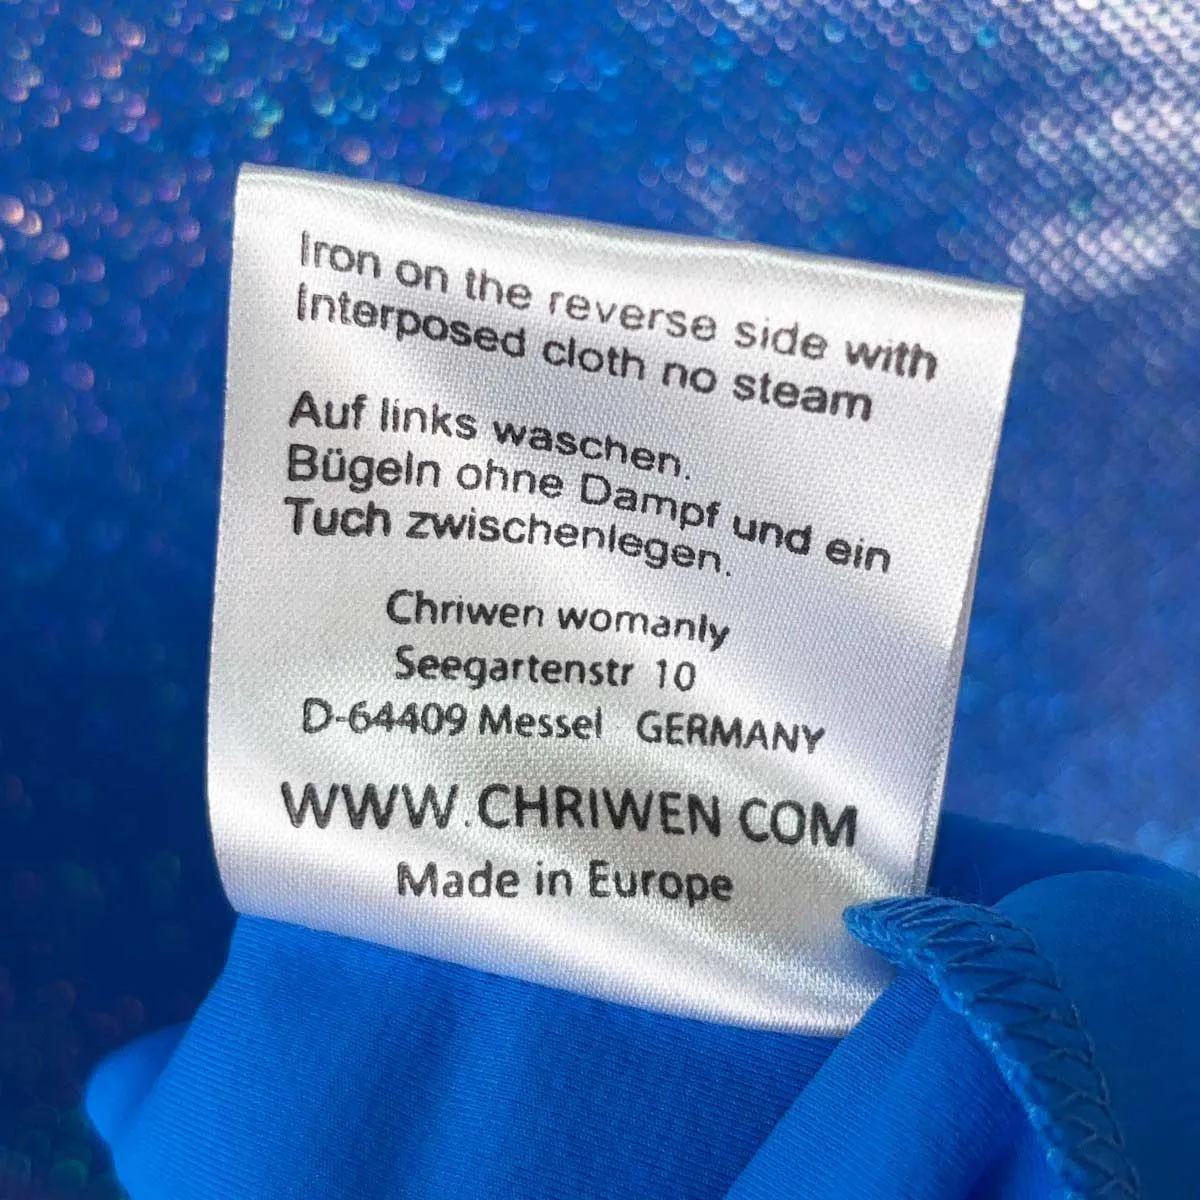 Iron on the reverse side with
Interposed cloth no steam
Auf links waschen.
Bügeln ohne Dampf und ein
Tuch zwischenlegen.
Chriwen womanly
Seegartenstr 10
D-64409 Messel GERMANY
WWW.CHRIWEN COM
Made in Europe